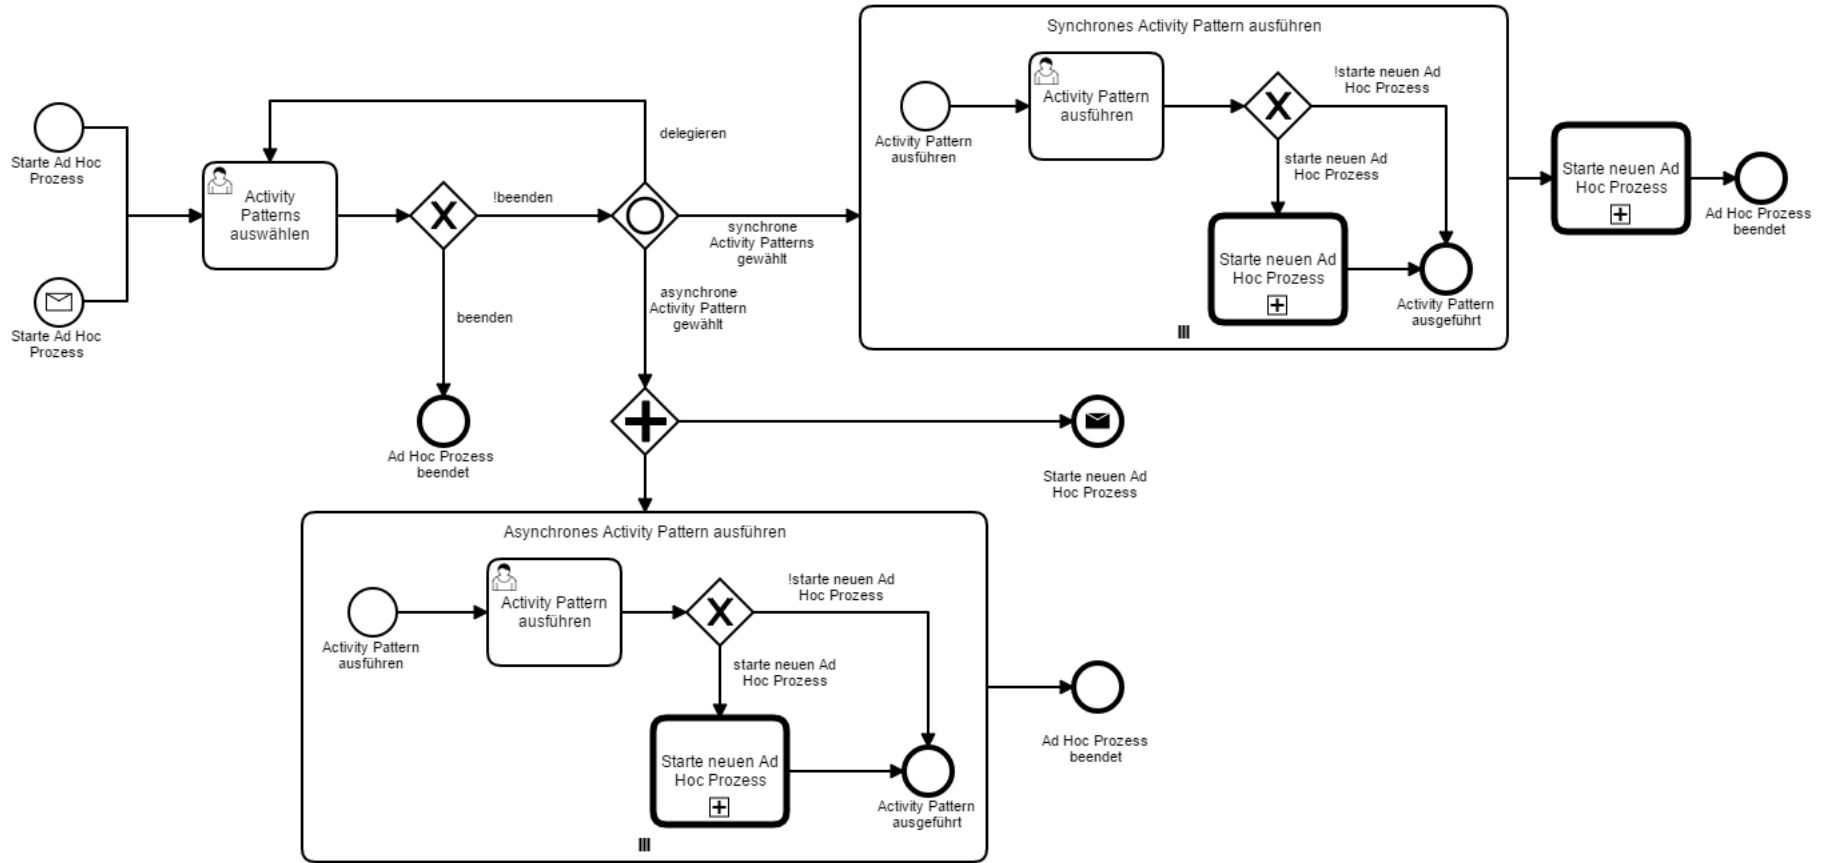 Starte Ad Hoc
Prozess
Starte Ad Hoc
Prozess
Activity
Patterns
auswählen
X
!beenden
beenden
Ad Hoc Prozess
beendet
delegieren
synchrone
Activity Patterns
gewählt
asynchrone
Activity Pattern
gewählt
Synchrones Activity Pattern ausführen
Activity Pattern
ausführen
Activity Pattern
ausführen
X
!starte neuen Ad
Hoc Prozess
starte neuen Ad
Hoc Prozess
Starte neuen Ad
Hoc Prozess
Activity Pattern
ausgeführt
Starte neuen Ad
Hoc Prozess
Ad Hoc Prozess
beendet
Starte neuen Ad
Hoc Prozess
Asynchrones Activity Pattern ausführen
Activity Pattern
ausführen
Activity Pattern
ausführen
X
!starte neuen Ad
Hoc Prozess
starte neuen Ad
Hoc Prozess
Starte neuen Ad
Hoc Prozess
Activity Pattern
ausgeführt
Ad Hoc Prozess
beendet